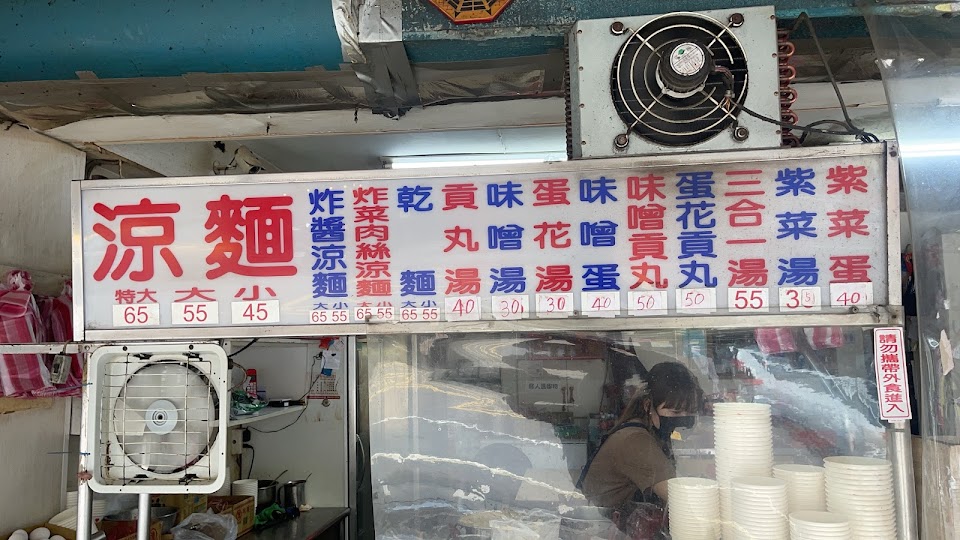 涼麵
特大 大 小
65 55 45
炸醬涼麵
大 小
65 55
炸菜肉絲涼麵
大 小
65 55
乾麵
大 小
65 55
貢丸湯
40
味噌湯
30
蛋花湯
30
味噌蛋
40
味噌貢丸
50
蛋花貢丸
50
三合一湯
55
紫菜湯
35
紫菜蛋
40
請勿攜帶外食進入